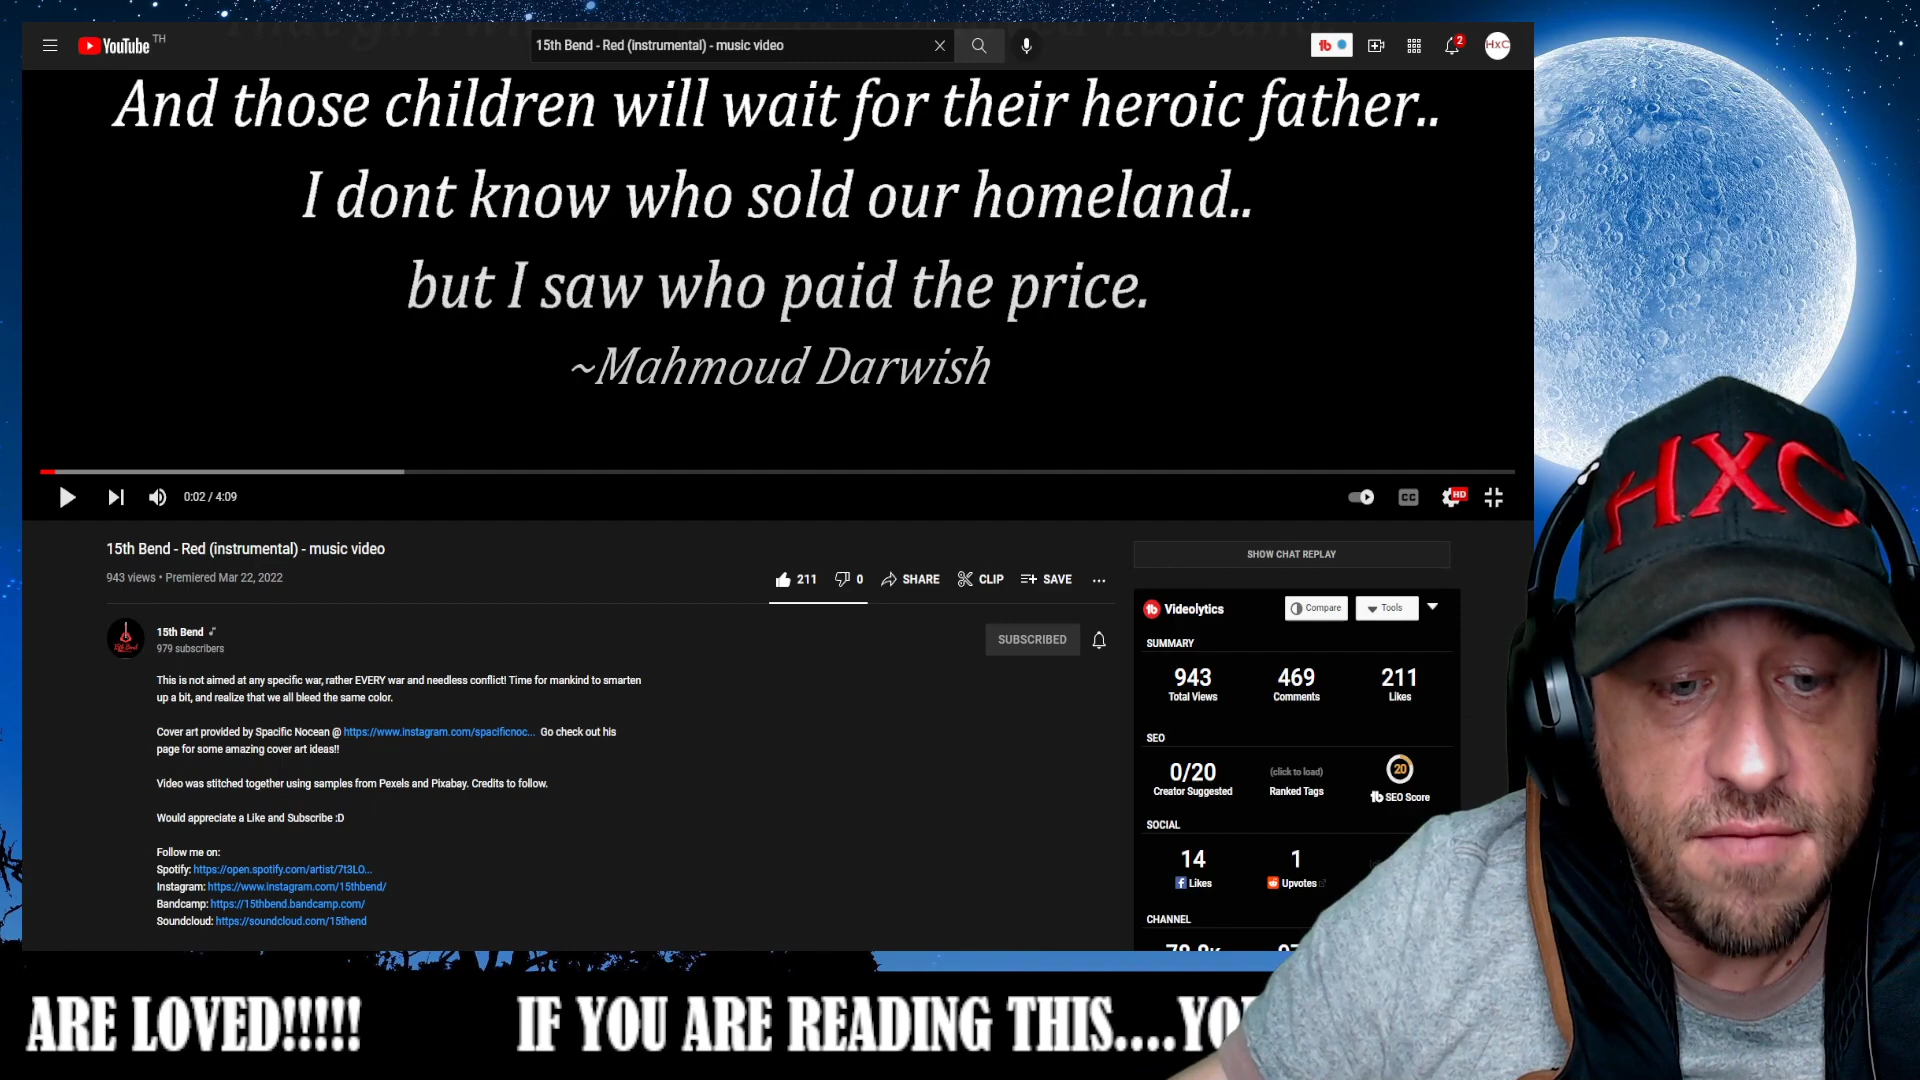 YouTube TH
15th Bend - Red (instrumental) - music video
2
HxC
And those children will wait for their heroic father..
I dont know who sold our homeland..
but I saw who paid the price.
~Mahmoud Darwish
0:02 / 4:09
CC
HD
15th Bend - Red (instrumental) - music video
943 views • Premiered Mar 22, 2022
211
0
SHARE
CLIP
SAVE
15th Bend
979 subscribers
SUBSCRIBED
This is not aimed at any specific war, rather EVERY war and needless conflict! Time for mankind to smarten
up a bit, and realize that we all bleed the same color.
Cover art provided by Spacific Nocean @ https://www.instagram.com/spacificnoc... Go check out his
page for some amazing cover art ideas!!
Video was stitched together using samples from Pexels and Pixabay. Credits to follow.
Would appreciate a Like and Subscribe :D
Follow me on:
Spotify: https://open.spotify.com/artist/7t3LO...
Instagram: https://www.instagram.com/15thbend/
Bandcamp: https://15thbend.bandcamp.com/
Soundcloud: https://soundcloud.com/15thend
SHOW CHAT REPLAY
tb Videolytics
Compare
Tools
SUMMARY
943 469 211
Total Views Comments Likes
SEO
0/20 (click to load) 20
Creator Suggested Ranked Tags tb SEO Score
SOCIAL
14 1
Likes Upvotes
CHANNEL
HXC
ARE LOVED!!!!! IF YOU ARE READING THIS....YO